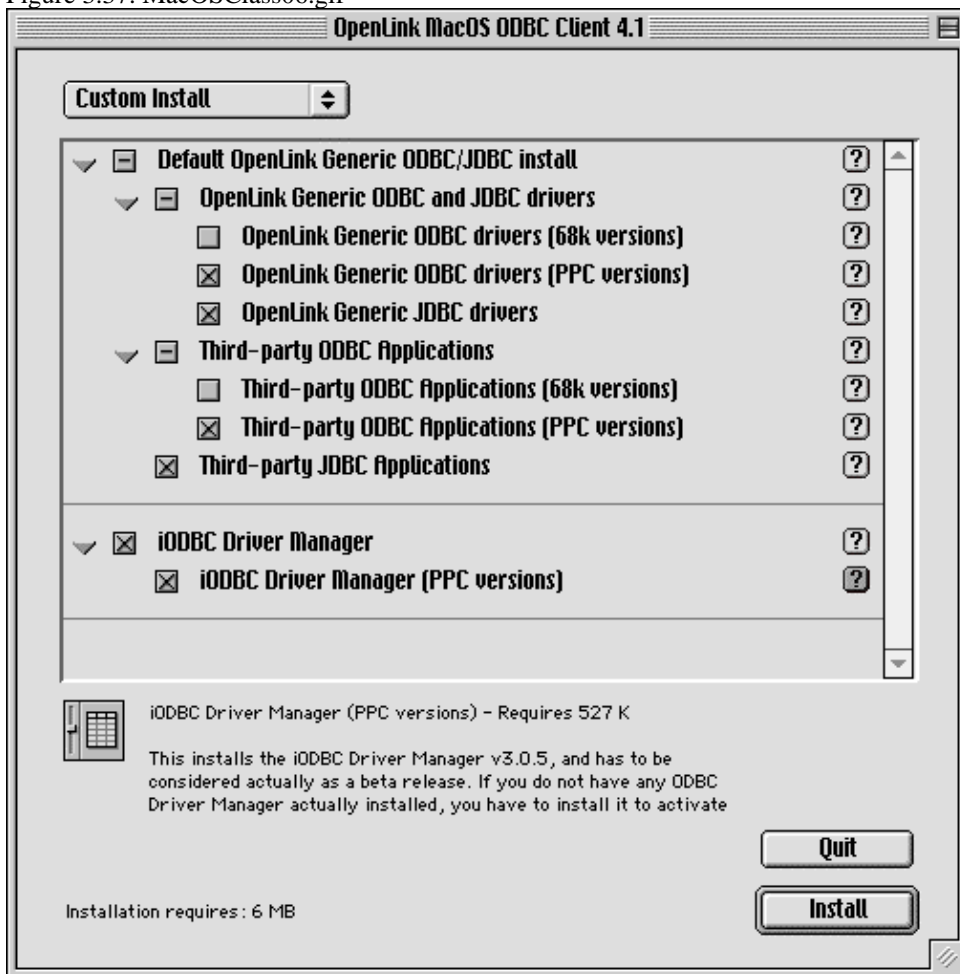 Figure 3.37. MacOSClass08.gif
OpenLink MacOS ODBC Client 4.1
Custom Install
Default OpenLink Generic ODBC/JDBC install
OpenLink Generic ODBC and JDBC drivers
OpenLink Generic ODBC drivers (68k versions)
OpenLink Generic ODBC drivers (PPC versions)
OpenLink Generic JDBC drivers
Third-party ODBC Applications
Third-party ODBC Applications (68k versions)
Third-party ODBC Applications (PPC versions)
Third-party JDBC Applications
iODBC Driver Manager
iODBC Driver Manager (PPC versions)
iODBC Driver Manager (PPC versions) - Requires 527 K
This installs the iODBC Driver Manager v3.0.5, and has to be
considered actually as a beta release. If you do not have any ODBC
Driver Manager actually installed, you have to install it to activate
Quit
Installation requires: 6 MB
Install